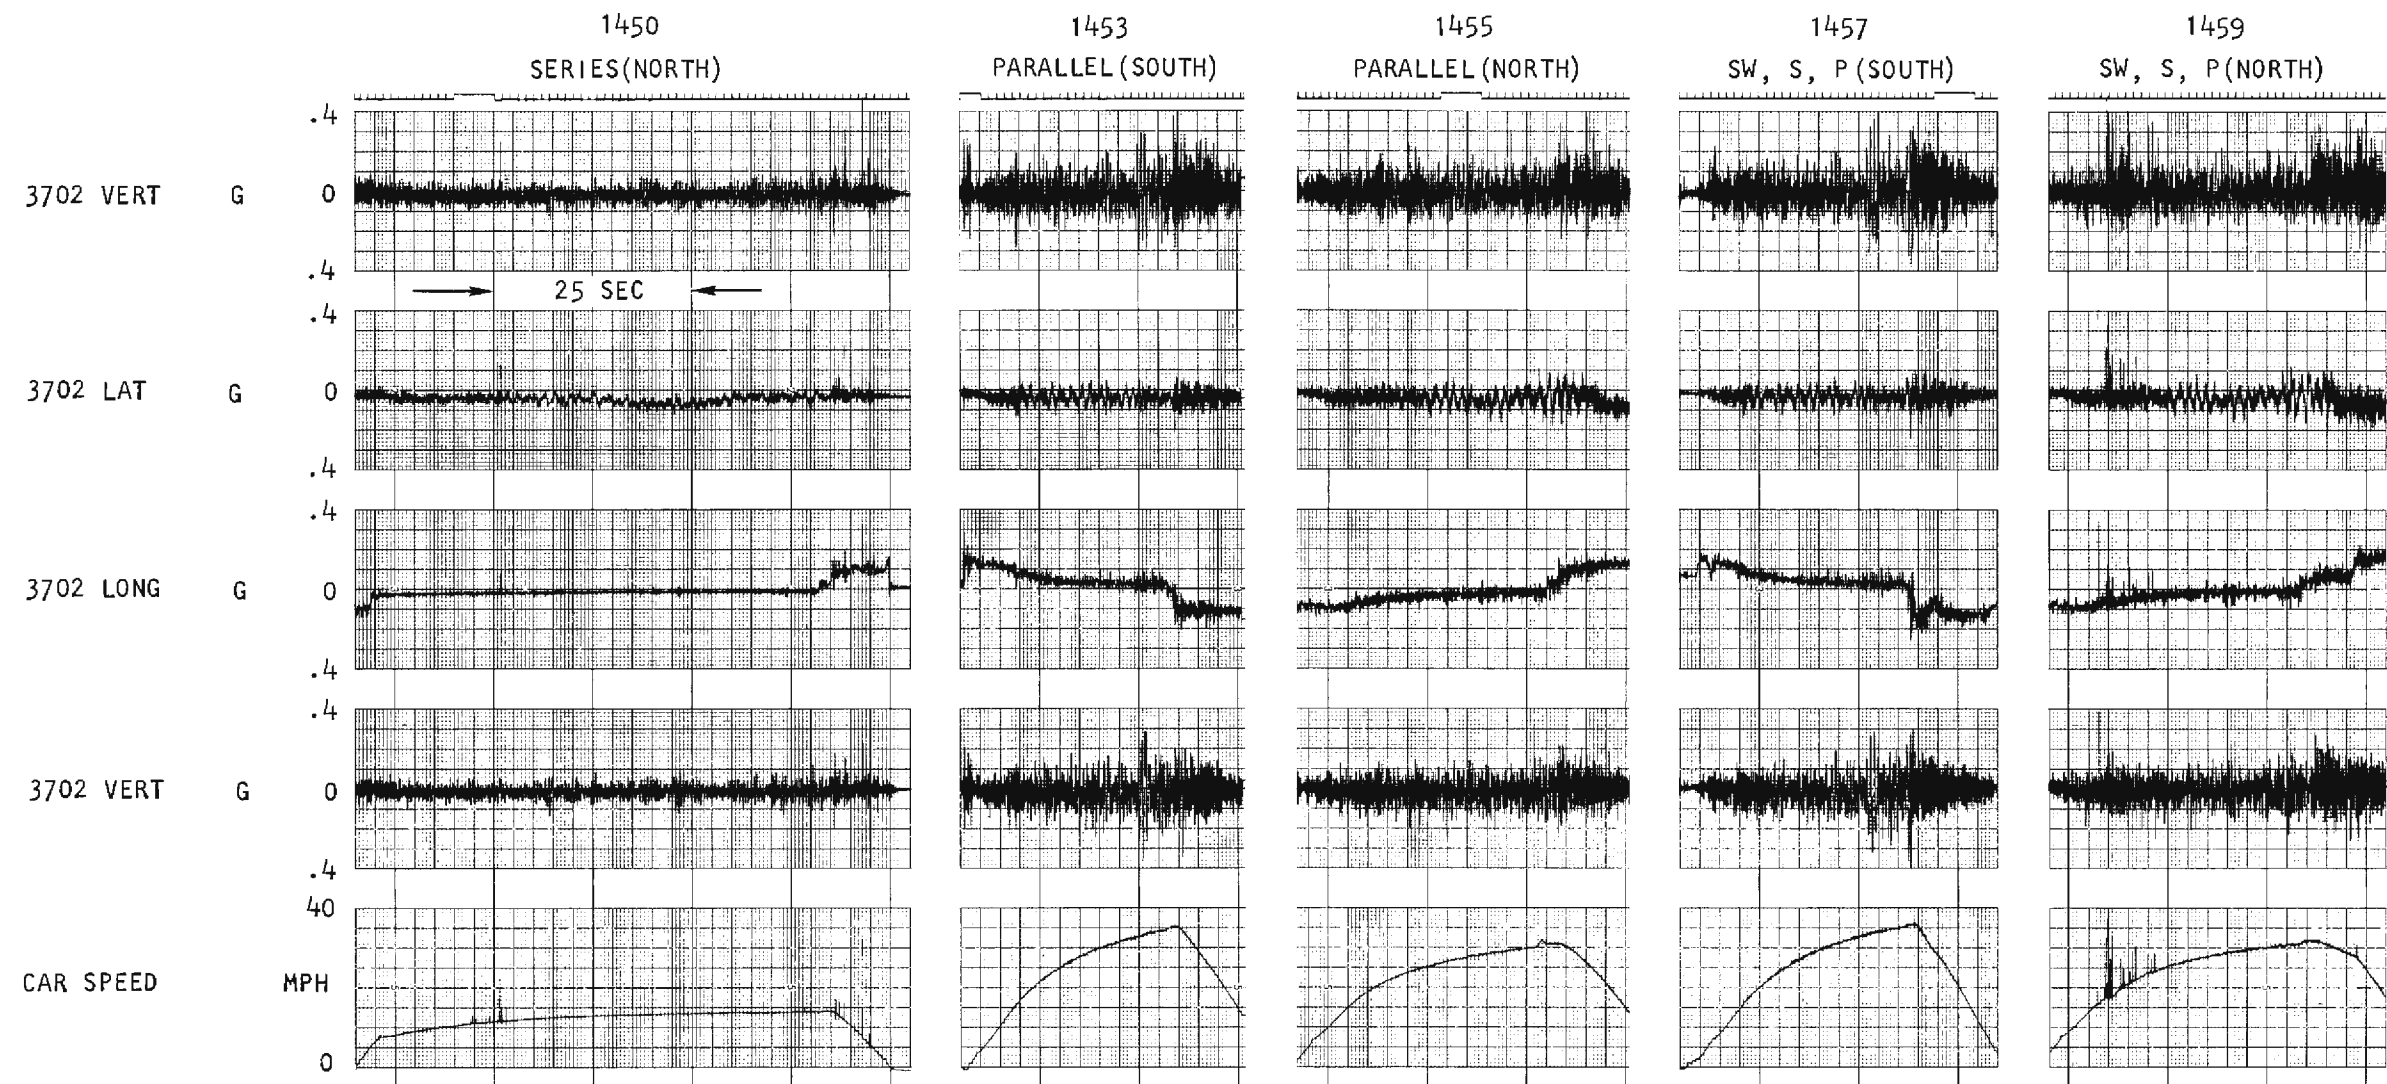 1450 1453 1455 1457 1459
SERIES(NORTH) PARALLEL(SOUTH) PARALLEL(NORTH) SW, S, P(SOUTH) SW, S, P(NORTH)
.4
3702 VERT G 0
.4
25 SEC
.4
3702 LAT G 0
.4
.4
3702 LONG G 0
.4
.4
3702 VERT G 0
.4
40
CAR SPEED MPH
0